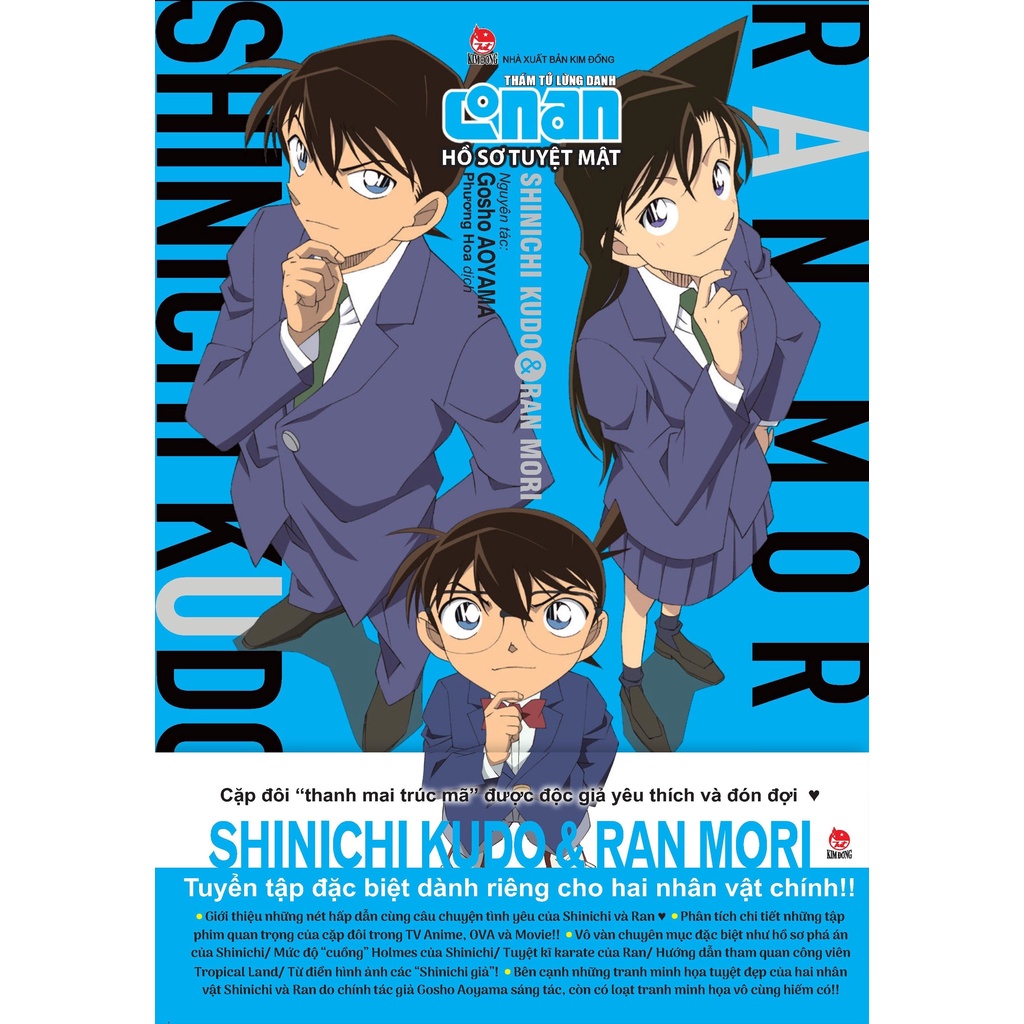 SHINICHI KUDO
RAN MORI
KIM ĐỒNG
NHÀ XUẤT BẢN KIM ĐỒNG
THÁM TỬ LỪNG DANH
Conan
HỒ SƠ TUYỆT MẬT
SHINICHI KUDO & RAN MORI
Nguyên tác:
Gosho AOYAMA
Phương Hoa dịch
Cặp đôi “thanh mai trúc mã” được độc giả yêu thích và đón đợi ♥
SHINICHI KUDO & RAN MORI
KIM ĐỒNG
Tuyển tập đặc biệt dành riêng cho hai nhân vật chính!!
• Giới thiệu những nét hấp dẫn cùng câu chuyện tình yêu của Shinichi và Ran ♥ • Phân tích chi tiết những tập
phim quan trọng của cặp đôi trong TV Anime, OVA và Movie!! • Vô vàn chuyên mục đặc biệt như hồ sơ phá án
của Shinichi/ Mức độ “cuồng” Holmes của Shinichi/ Tuyệt kĩ karate của Ran/ Hướng dẫn tham quan công viên
Tropical Land/ Từ điển hình ảnh các “Shinichi giả”! • Bên cạnh những tranh minh họa tuyệt đẹp của hai nhân
vật Shinichi và Ran do chính tác giả Gosho Aoyama sáng tác, còn có loạt tranh minh họa vô cùng hiếm có!!